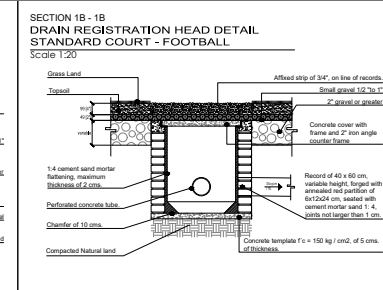 SECTION 1B - 1B
DRAIN REGISTRATION HEAD DETAIL
STANDARD COURT - FOOTBALL
Scale 1:20
Grass Land
Topsoil
variable
1:4 cement sand mortar
flattening, maximum
thickness of 2 cms.
Perforated concrete tube.
Chamfer of 10 cms.
Compacted Natural land
Affixed strip of 3/4", on line of records.
Small gravel 1/2 "to 1"
2" gravel or greater
Concrete cover with
frame and 2" iron angle
counter frame
Record of 40 x 60 cm,
variable height, forged with
annealed red partition of
6x12x24 cm, seated with
cement mortar sand 1: 4,
joints not larger than 1 cm.
Concrete template f'c = 150 kg / cm2, of 5 cms.
of thickness.